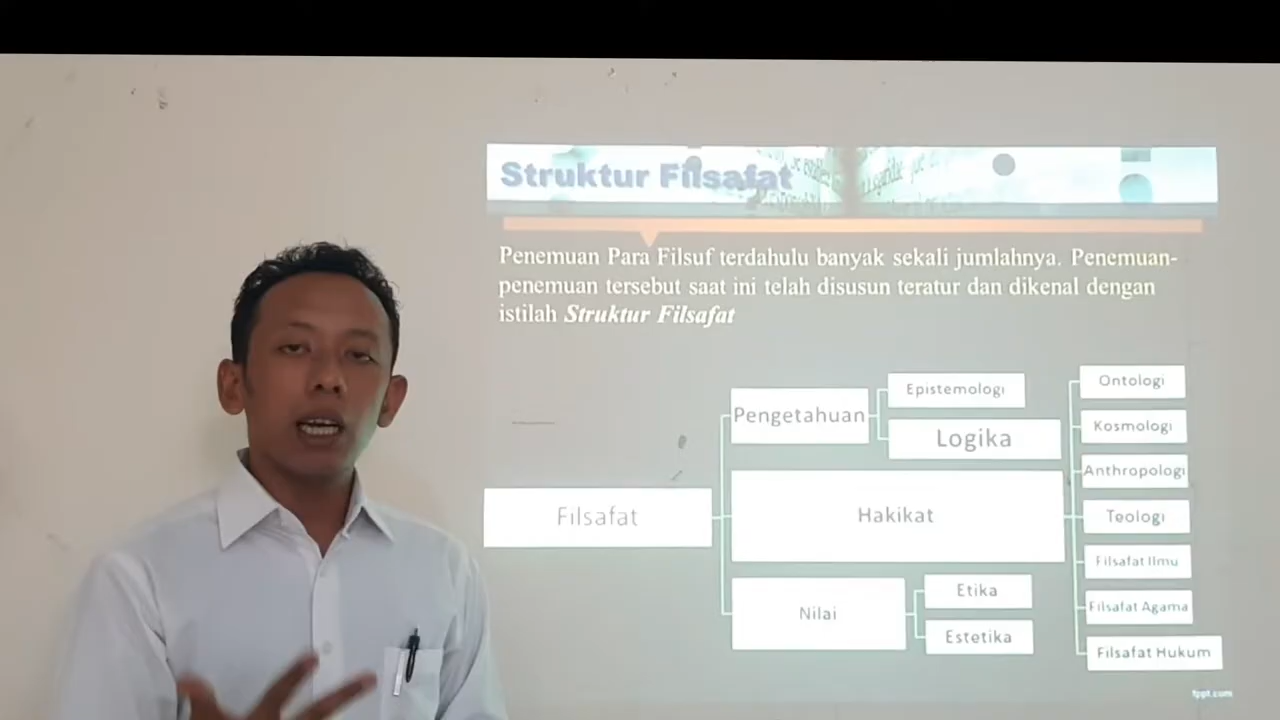 Struktur Filsafat
Penemuan Para Filsuf terdahulu banyak sekali jumlahnya. Penemuan-
penemuan tersebut saat ini telah disusun teratur dan dikenal dengan
istilah Struktur Filsafat
Filsafat
Pengetahuan
Epistemologi
Logika
Hakikat
Ontologi
Kosmologi
Anthropologi
Teologi
Filsafat Ilmu
Filsafat Agama
Filsafat Hukum
Nilai
Etika
Estetika
fppt.com